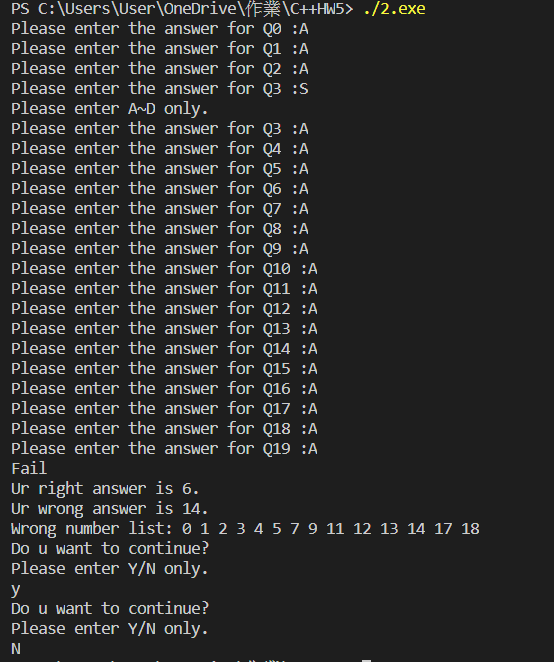 PS C:\Users\User\OneDrive\作業\C++HW5> ./2.exe
Please enter the answer for Q0 :A
Please enter the answer for Q1 :A
Please enter the answer for Q2 :A
Please enter the answer for Q3 :S
Please enter A~D only.
Please enter the answer for Q3 :A
Please enter the answer for Q4 :A
Please enter the answer for Q5 :A
Please enter the answer for Q6 :A
Please enter the answer for Q7 :A
Please enter the answer for Q8 :A
Please enter the answer for Q9 :A
Please enter the answer for Q10 :A
Please enter the answer for Q11 :A
Please enter the answer for Q12 :A
Please enter the answer for Q13 :A
Please enter the answer for Q14 :A
Please enter the answer for Q15 :A
Please enter the answer for Q16 :A
Please enter the answer for Q17 :A
Please enter the answer for Q18 :A
Please enter the answer for Q19 :A
Fail
Ur right answer is 6.
Ur wrong answer is 14.
Wrong number list: 0 1 2 3 4 5 7 9 11 12 13 14 17 18
Do u want to continue?
Please enter Y/N only.
y
Do u want to continue?
Please enter Y/N only.
N